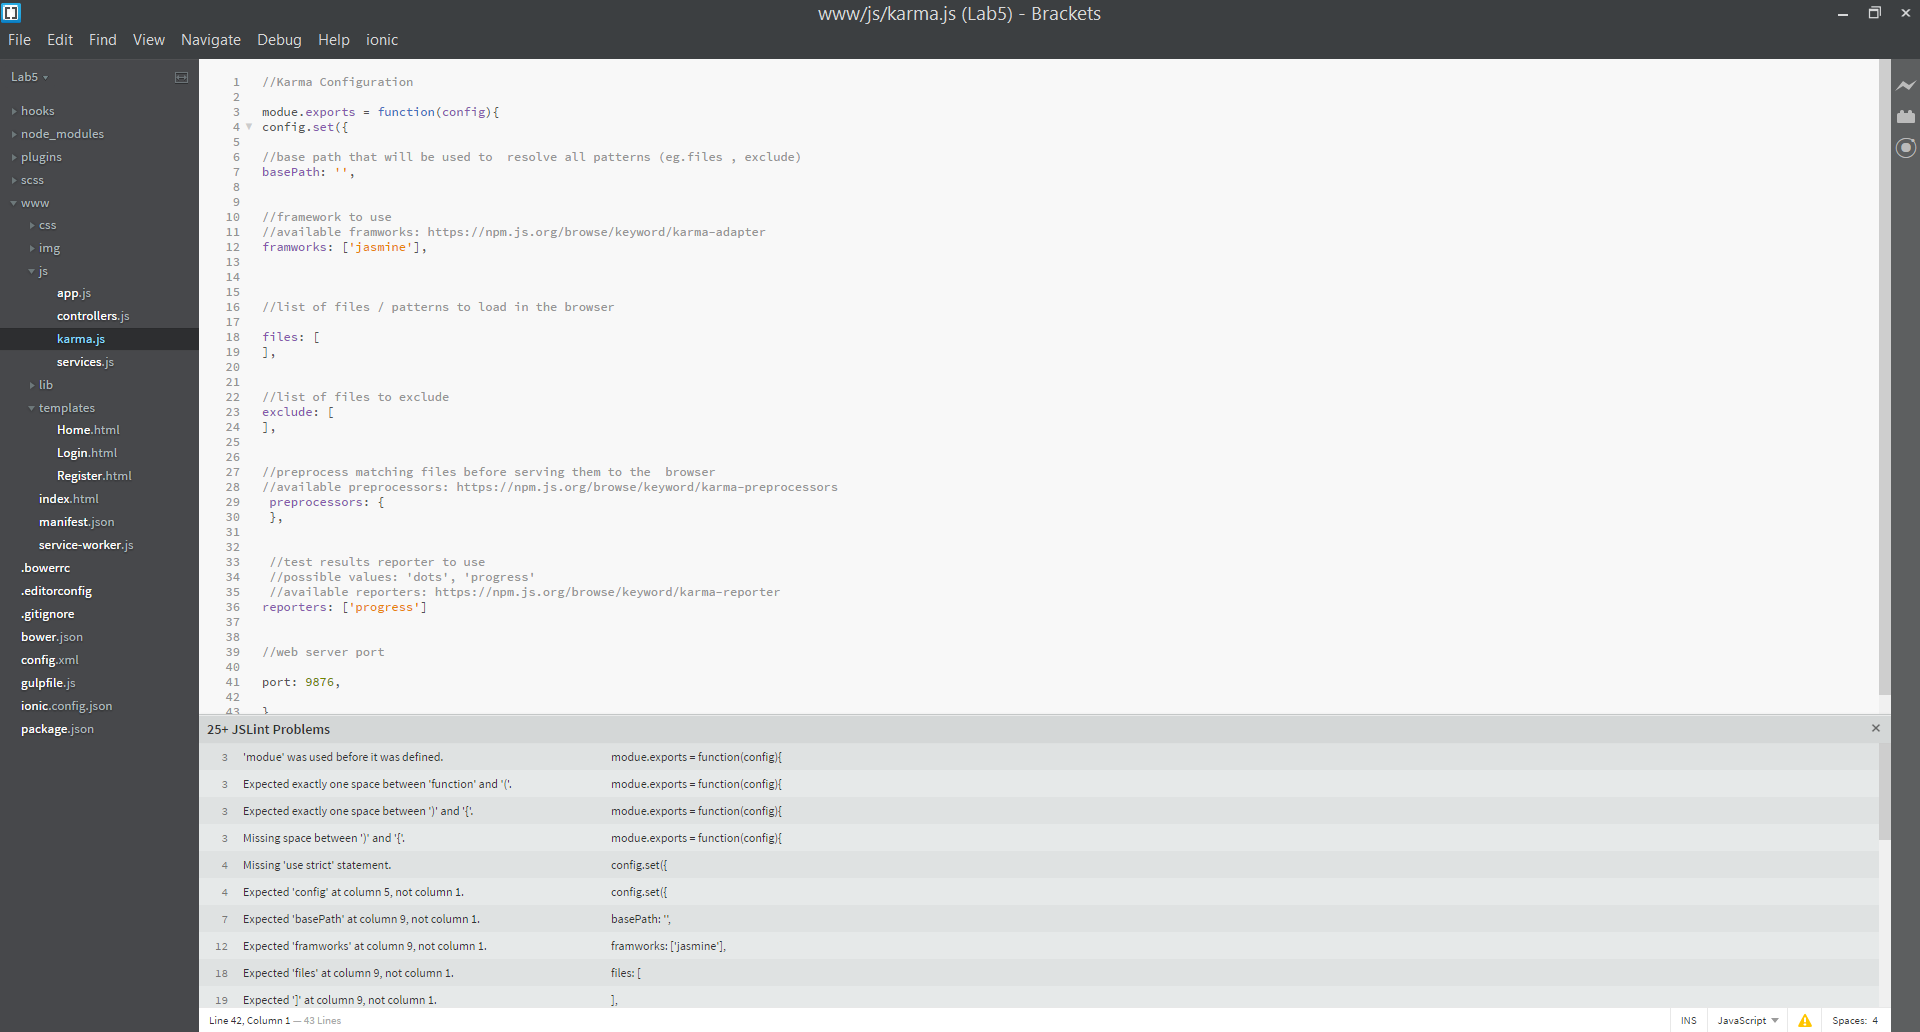 www/js/karma.js (Lab5) - Brackets
File Edit Find View Navigate Debug Help ionic
Lab5
hooks
node_modules
plugins
scss
www
css
img
js
app.js
controllers.js
karma.js
services.js
lib
templates
Home.html
Login.html
Register.html
index.html
manifest.json
service-worker.js
.bowerrc
.editorconfig
.gitignore
bower.json
config.xml
gulpfile.js
ionic.config.json
package.json
1 //Karma Configuration
2
3 modue.exports = function(config){
4 config.set({
5
6 //base path that will be used to  resolve all patterns (eg.files , exclude)
7 basePath: '',
8
9
10 //framework to use
11 //available framworks: https://npm.js.org/browse/keyword/karma-adapter
12 framworks: ['jasmine'],
13
14
15
16 //list of files / patterns to load in the browser
17
18 files: [
19 ],
20
21
22 //list of files to exclude
23 exclude: [
24 ],
25
26
27 //preprocess matching files before serving them to the  browser
28 //available preprocessors: https://npm.js.org/browse/keyword/karma-preprocessors
29  preprocessors: {
30  },
31
32
33  //test results reporter to use
34  //possible values: 'dots', 'progress'
35  //available reporters: https://npm.js.org/browse/keyword/karma-reporter
36 reporters: ['progress']
37
38
39 //web server port
40
41 port: 9876,
42
43 }
25+ JSLint Problems
3 'modue' was used before it was defined. modue.exports = function(config){
3 Expected exactly one space between 'function' and '('. modue.exports = function(config){
3 Expected exactly one space between ')' and '{'. modue.exports = function(config){
3 Missing space between ')' and '{'. modue.exports = function(config){
4 Missing 'use strict' statement. config.set({
4 Expected 'config' at column 5, not column 1. config.set({
7 Expected 'basePath' at column 9, not column 1. basePath: '',
12 Expected 'framworks' at column 9, not column 1. framworks: ['jasmine'],
18 Expected 'files' at column 9, not column 1. files: [
19 Expected ']' at column 9, not column 1. ],
Line 42, Column 1 — 43 Lines INS JavaScript Spaces: 4